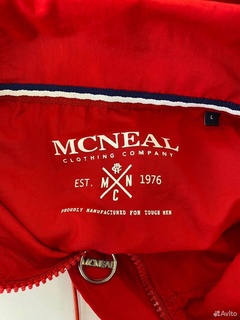 L
MCNEAL
CLOTHING COMPANY
EST. 1976
M N
C
PROUDLY MANUFACTURED FOR TOUGH MEN
MCNEAL
Avito